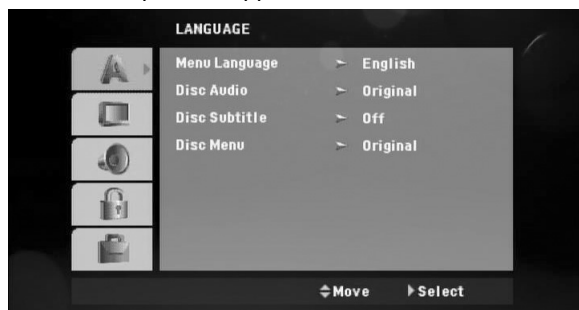 LANGUAGE
Menu Language English
Disc Audio Original
Disc Subtitle Off
Disc Menu Original
Move Select